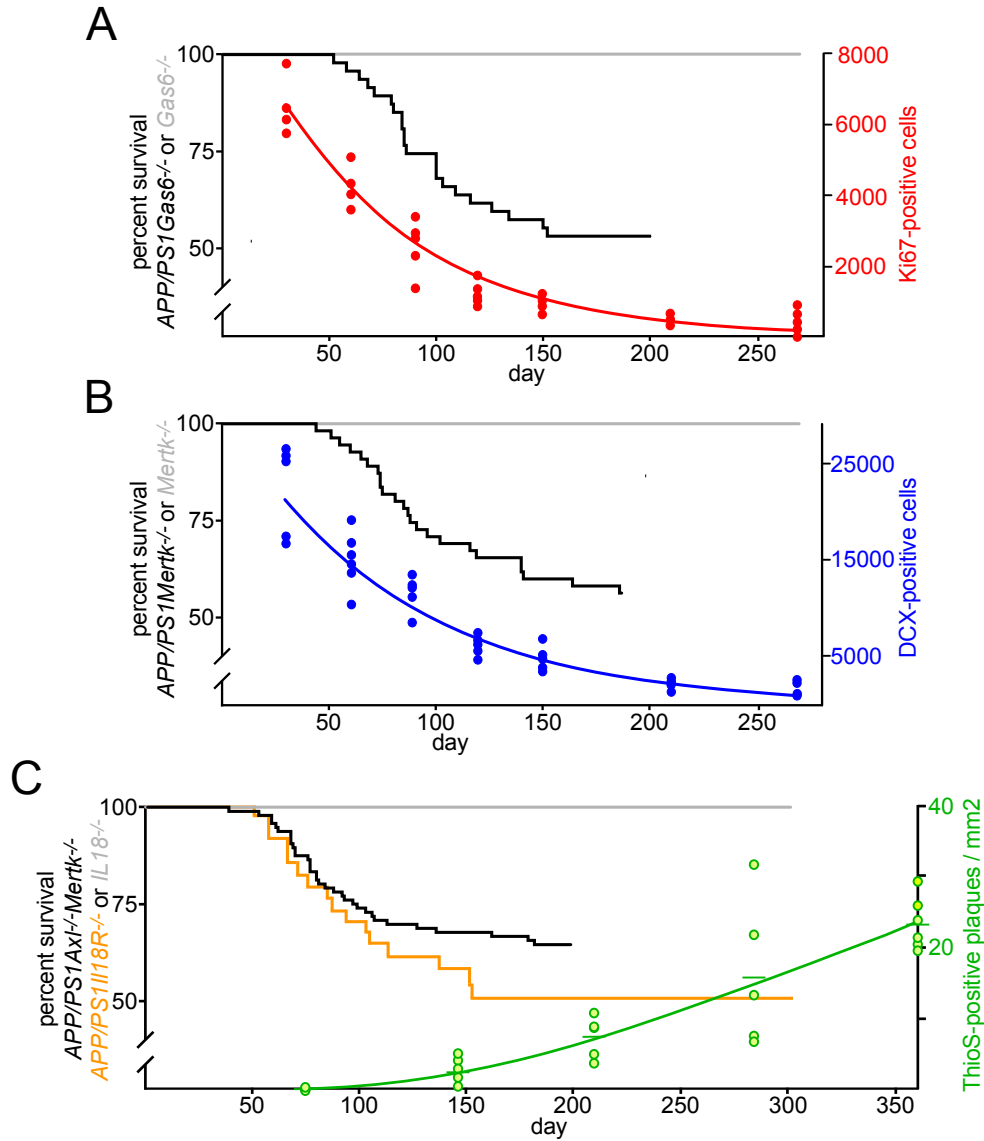 A
percent survival
APP/PS1Gas6-/- or Gas6-/-
100
75
50
8000
6000
4000
2000
Ki67-positive cells
50 100 150 200 250
day
B
percent survival
APP/PS1Mertk-/- or Mertk-/-
100
75
50
25000
15000
5000
DCX-positive cells
50 100 150 200 250
day
C
percent survival
APP/PS1Axl-/-Mertk-/-
APP/PS1Il18R-/- or IL18-/-
100
75
50
40
20
ThioS-positive plaques / mm2
50 100 150 200 250 300 350
day